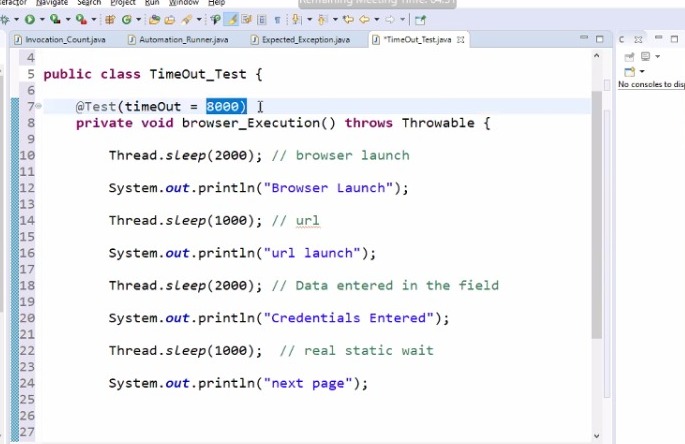 Refactor Navigate Search Project Run Window Help
Remaining Meeting Time: 04:31
Invocation_Count.java Automation_Runner.java Expected_Exception.java *TimeOut_Test.java
No consoles to disp
4
5 public class TimeOut_Test {
6
7 @Test(timeOut = 8000)
8 private void browser_Execution() throws Throwable {
9
10 Thread.sleep(2000); // browser launch
11
12 System.out.println("Browser Launch");
13
14 Thread.sleep(1000); // url
15
16 System.out.println("url launch");
17
18 Thread.sleep(2000); // Data entered in the field
19
20 System.out.println("Credentials Entered");
21
22 Thread.sleep(1000);  // real static wait
23
24 System.out.println("next page");
25
26
27